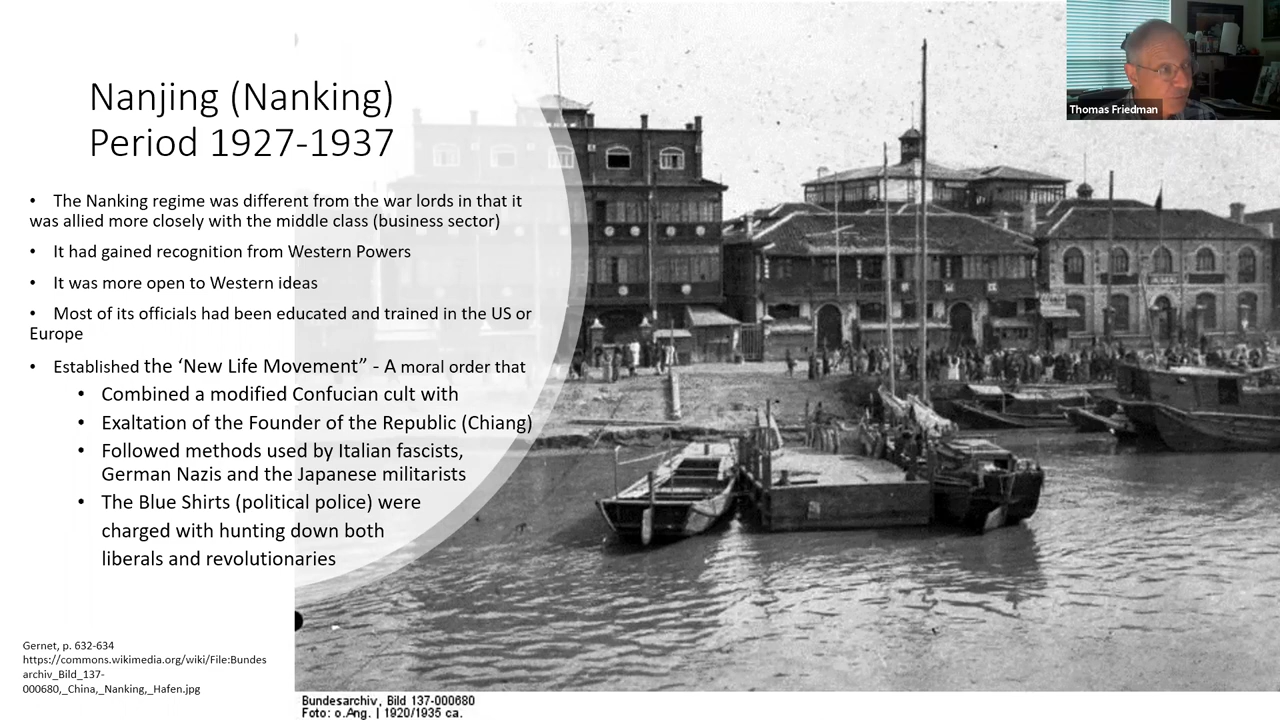 Nanjing (Nanking)
Period 1927-1937
• The Nanking regime was different from the war lords in that it
was allied more closely with the middle class (business sector)
• It had gained recognition from Western Powers
• It was more open to Western ideas
• Most of its officials had been educated and trained in the US or
Europe
• Established the ‘New Life Movement” - A moral order that
• Combined a modified Confucian cult with
• Exaltation of the Founder of the Republic (Chiang)
• Followed methods used by Italian fascists,
German Nazis and the Japanese militarists
• The Blue Shirts (political police) were
charged with hunting down both
liberals and revolutionaries
Gernet, p. 632-634
https://commons.wikimedia.org/wiki/File:Bundes
archiv_Bild_137-
000680,_China,_Nanking,_Hafen.jpg
Bundesarchiv, Bild 137-000680
Foto: o.Ang. | 1920/1935 ca.
Thomas Friedman